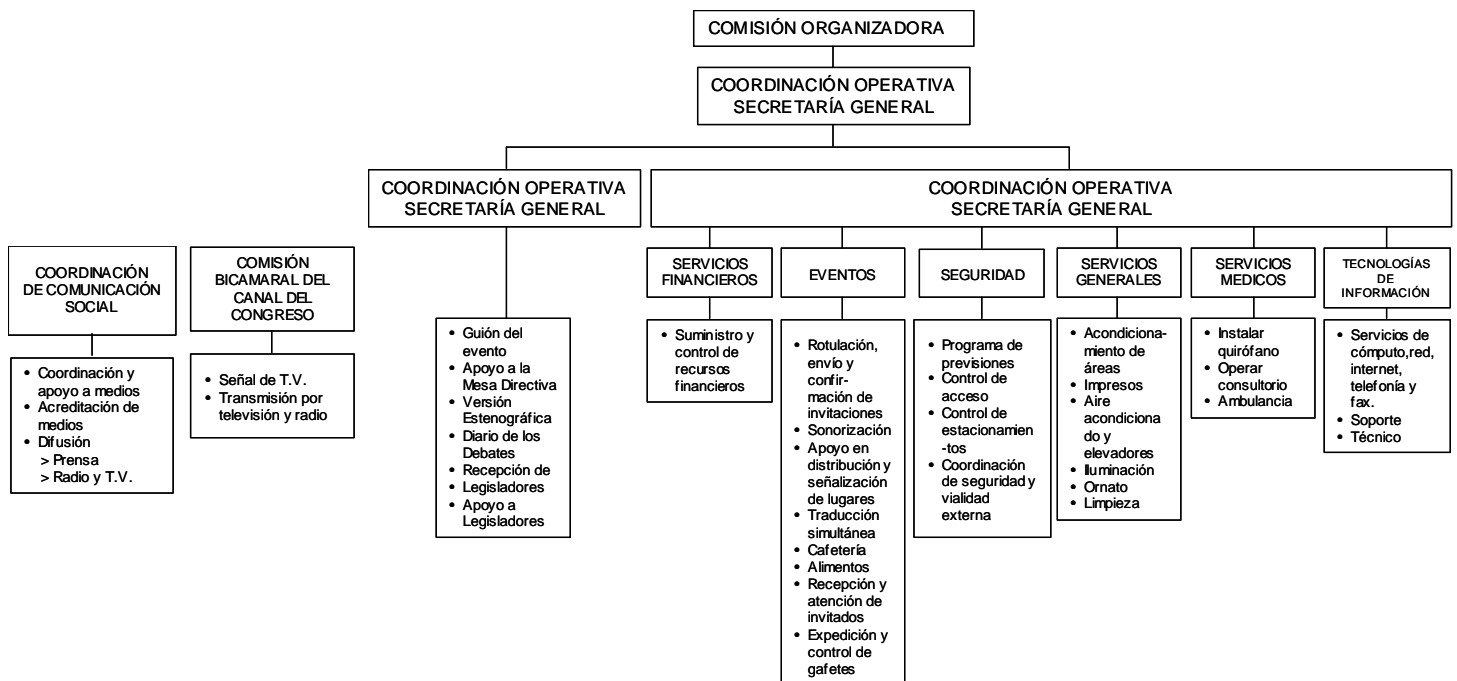 COMISIÓN ORGANIZADORA
COORDINACIÓN OPERATIVA
SECRETARÍA GENERAL
COORDINACIÓN OPERATIVA
SECRETARÍA GENERAL
COORDINACIÓN OPERATIVA
SECRETARÍA GENERAL
COORDINACIÓN
DE COMUNICACIÓN
SOCIAL
• Coordinación y
apoyo a medios
• Acreditación de
medios
• Difusión
> Prensa
> Radio y T.V.
COMISIÓN
BICAMARAL DEL
CANAL DEL
CONGRESO
• Señal de T.V.
• Transmisión por
televisión y radio
• Guión del
evento
• Apoyo a la
Mesa Directiva
• Versión
Estenográfica
• Diario de los
Debates
• Recepción de
• Legisladores
• Apoyo a
Legisladores
SERVICIOS
FINANCIEROS
• Suministro y
control de
recursos
financieros
EVENTOS
• Rotulación,
envío y
confir-
mación de
invitaciones
• Sonorización
• Apoyo en
distribución y
señalización
de lugares
• Traducción
simultánea
• Cafetería
• Alimentos
• Recepción y
atención de
invitados
• Expedición y
control de
gafetes
SEGURIDAD
• Programa de
previsiones
• Control de
acceso
• Control de
estacionamien-
-tos
• Coordinación
de seguridad y
vialidad
externa
SERVICIOS
GENERALES
• Acondiciona-
miento de
áreas
• Impresos
• Aire
acondiciona
do y
elevadores
• Iluminación
• Ornato
• Limpieza
SERVICIOS
MEDICOS
• Instalar
quirófano
• Operar
consultorio
• Ambulancia
TECNOLOGÍAS
DE
INFORMACIÓN
• Servicios de
cómputo,red,
internet,
telefonía y
fax.
• Soporte
• Técnico